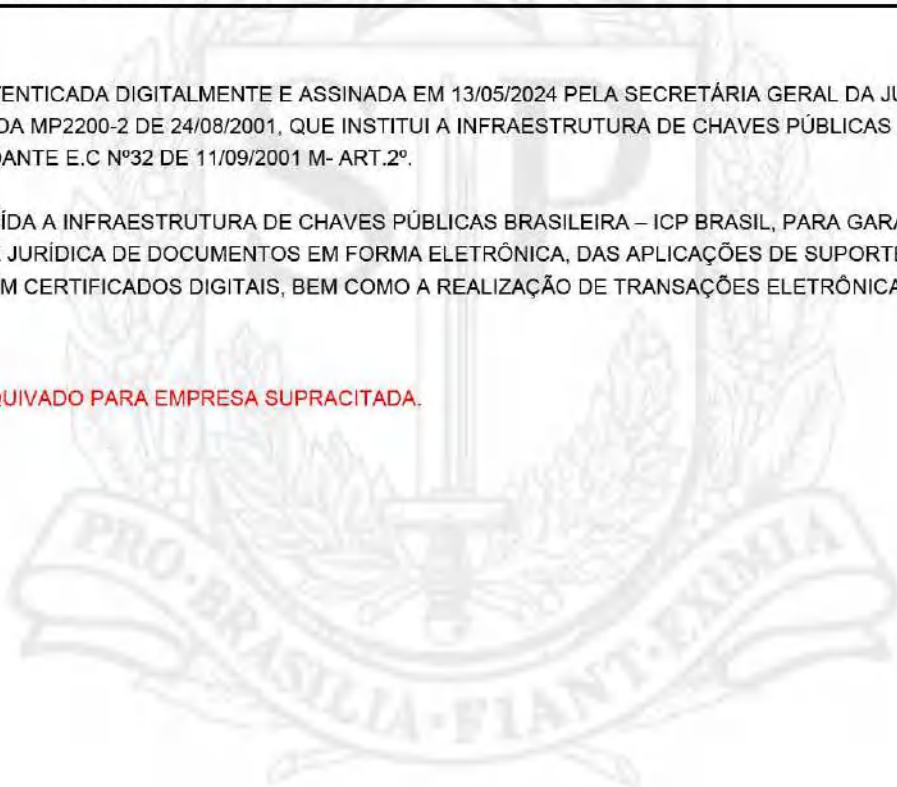 TENTICADA DIGITALMENTE E ASSINADA EM 13/05/2024 PELA SECRETÁRIA GERAL DA JU
DA MP2200-2 DE 24/08/2001, QUE INSTITUI A INFRAESTRUTURA DE CHAVES PÚBLICAS
DANTE E.C Nº32 DE 11/09/2001 M- ART.2º.
ÍDA A INFRAESTRUTURA DE CHAVES PÚBLICAS BRASILEIRA – ICP BRASIL, PARA GARA
E JURÍDICA DE DOCUMENTOS EM FORMA ELETRÔNICA, DAS APLICAÇÕES DE SUPORTE
M CERTIFICADOS DIGITAIS, BEM COMO A REALIZAÇÃO DE TRANSAÇÕES ELETRÔNICA
QUIVADO PARA EMPRESA SUPRACITADA.
SP
PRO·BRASILIA·FIANT·EXIMIA